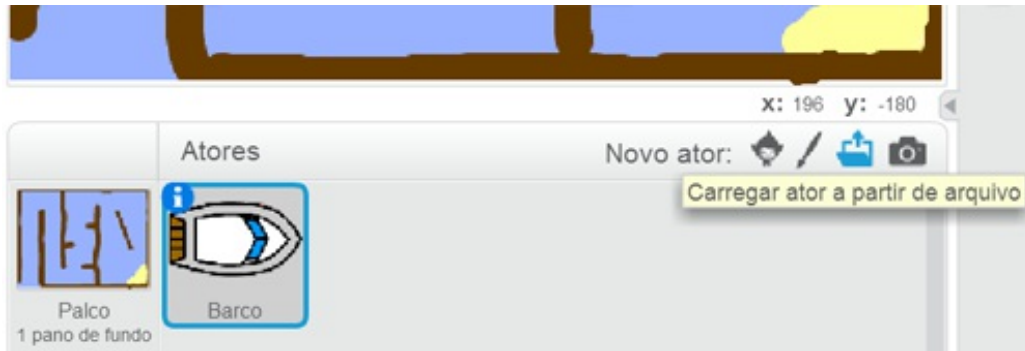 x: 196 y: -180
Atores
Novo ator:
Carregar ator a partir de arquivo
i
Palco
1 pano de fundo
Barco